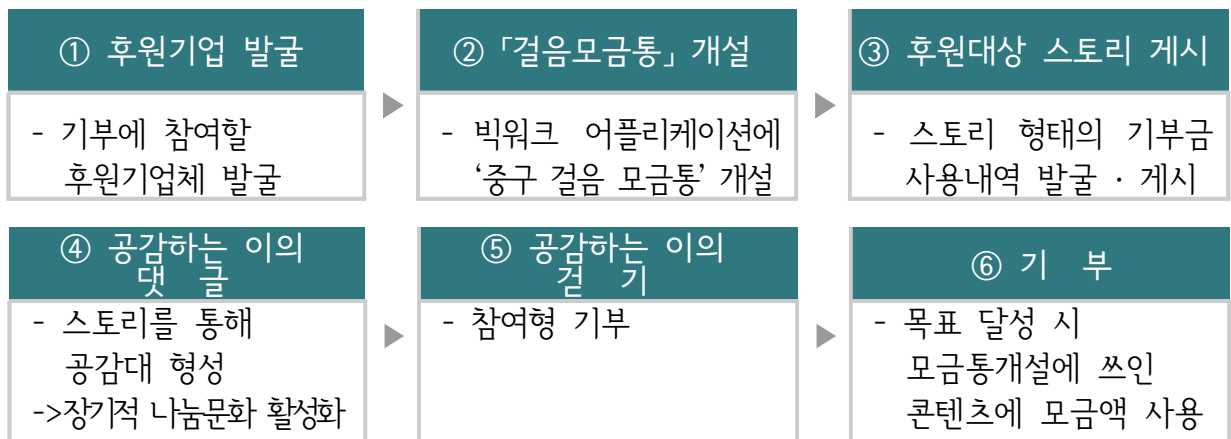 ① 후원기업 발굴
- 기부에 참여할
후원기업체 발굴
② 「걸음모금통」 개설
- 빅워크 어플리케이션에
‘중구 걸음 모금통’ 개설
③ 후원대상 스토리 게시
- 스토리 형태의 기부금
사용내역 발굴 · 게시
④ 공감하는 이의
댓 글
- 스토리를 통해
공감대 형성
->장기적 나눔문화 활성화
⑤ 공감하는 이의
걷 기
- 참여형 기부
⑥ 기 부
- 목표 달성 시
모금통개설에 쓰인
콘텐츠에 모금액 사용